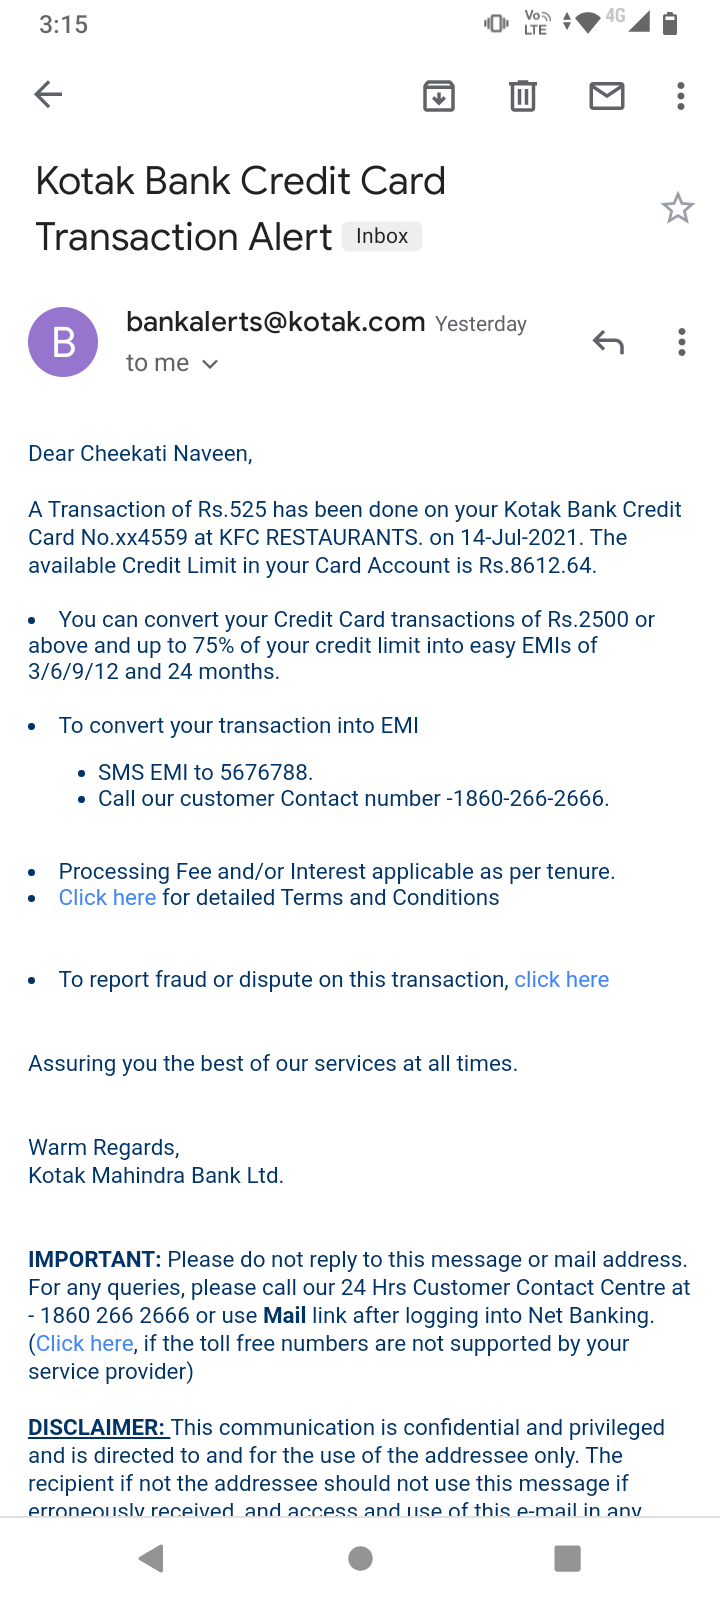 3:15
Vo LTE 4G
Kotak Bank Credit Card
Transaction Alert Inbox
B
bankalerts@kotak.com Yesterday
to me
Dear Cheekati Naveen,
A Transaction of Rs.525 has been done on your Kotak Bank Credit
Card No.xx4559 at KFC RESTAURANTS. on 14-Jul-2021. The
available Credit Limit in your Card Account is Rs.8612.64.
• You can convert your Credit Card transactions of Rs.2500 or
above and up to 75% of your credit limit into easy EMIs of
3/6/9/12 and 24 months.
• To convert your transaction into EMI
• SMS EMI to 5676788.
• Call our customer Contact number -1860-266-2666.
• Processing Fee and/or Interest applicable as per tenure.
• Click here for detailed Terms and Conditions
• To report fraud or dispute on this transaction, click here
Assuring you the best of our services at all times.
Warm Regards,
Kotak Mahindra Bank Ltd.
IMPORTANT: Please do not reply to this message or mail address.
For any queries, please call our 24 Hrs Customer Contact Centre at
- 1860 266 2666 or use Mail link after logging into Net Banking.
(Click here, if the toll free numbers are not supported by your
service provider)
DISCLAIMER: This communication is confidential and privileged
and is directed to and for the use of the addressee only. The
recipient if not the addressee should not use this message if
erroneously received, and access and use of this e-mail in any